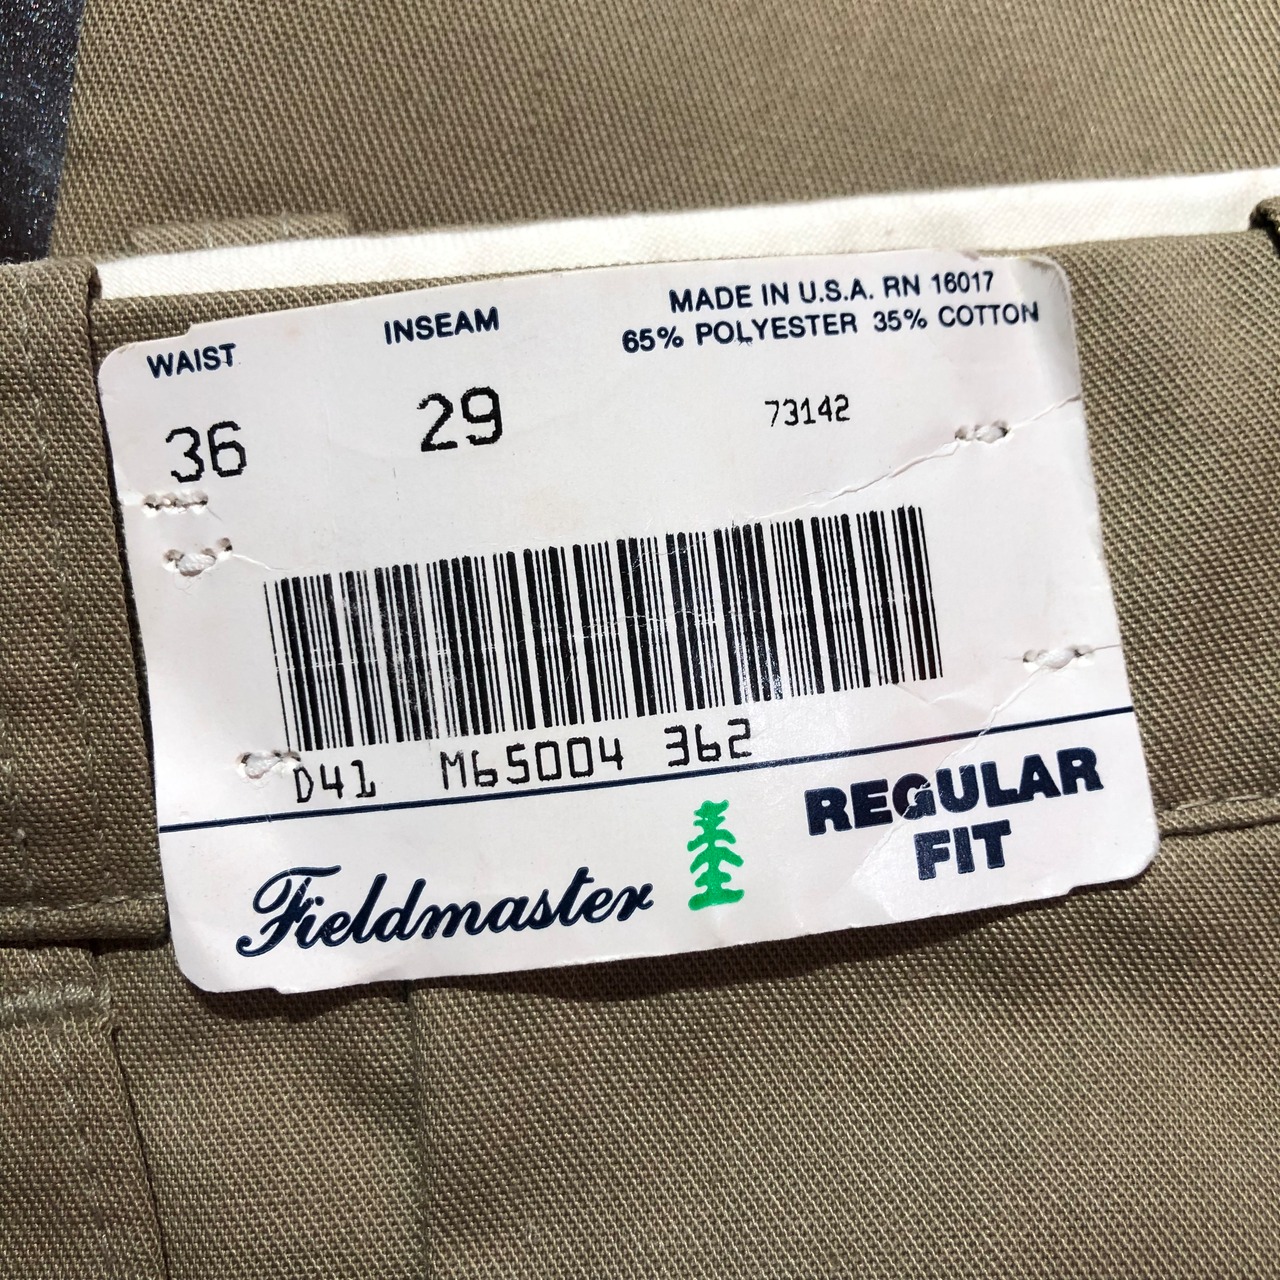 WAIST
INSEAM
MADE IN U.S.A. RN 16017
65% POLYESTER 35% COTTON
36
29
73142
D41 M65004 362
Fieldmaster
REGULAR
FIT